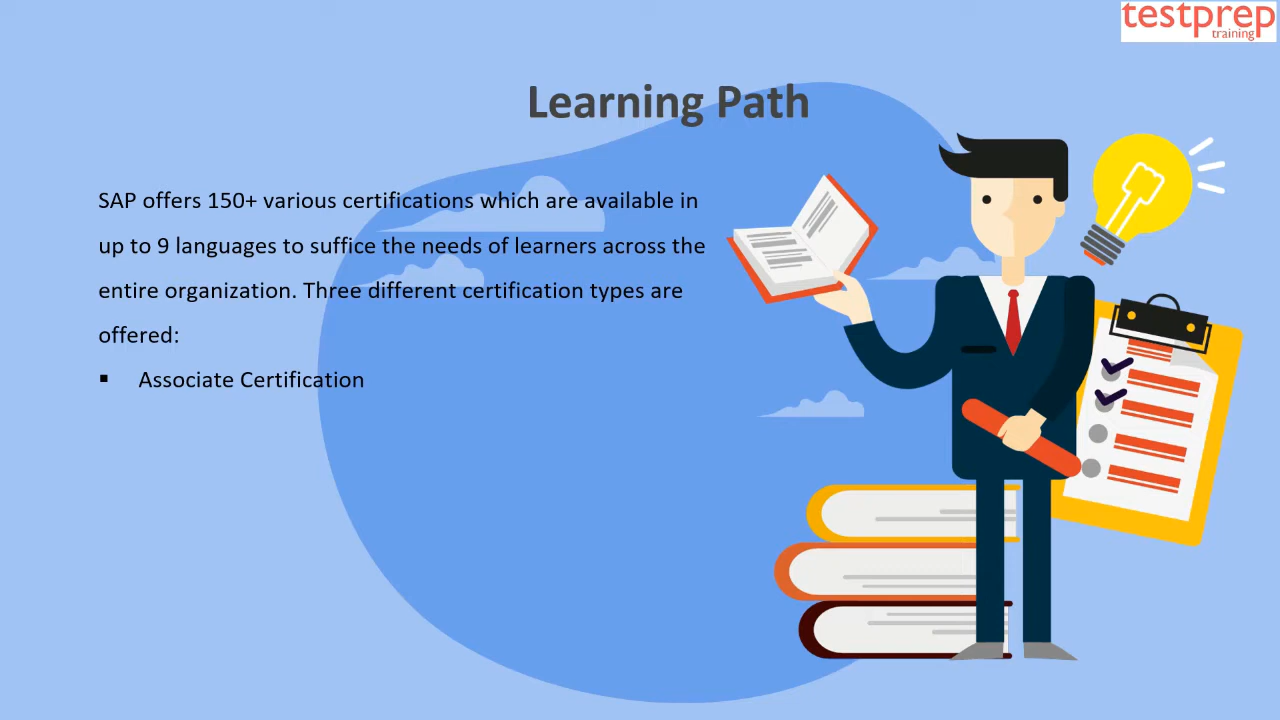 testprep
training
Learning Path
SAP offers 150+ various certifications which are available in
up to 9 languages to suffice the needs of learners across the
entire organization. Three different certification types are
offered:
▪ Associate Certification